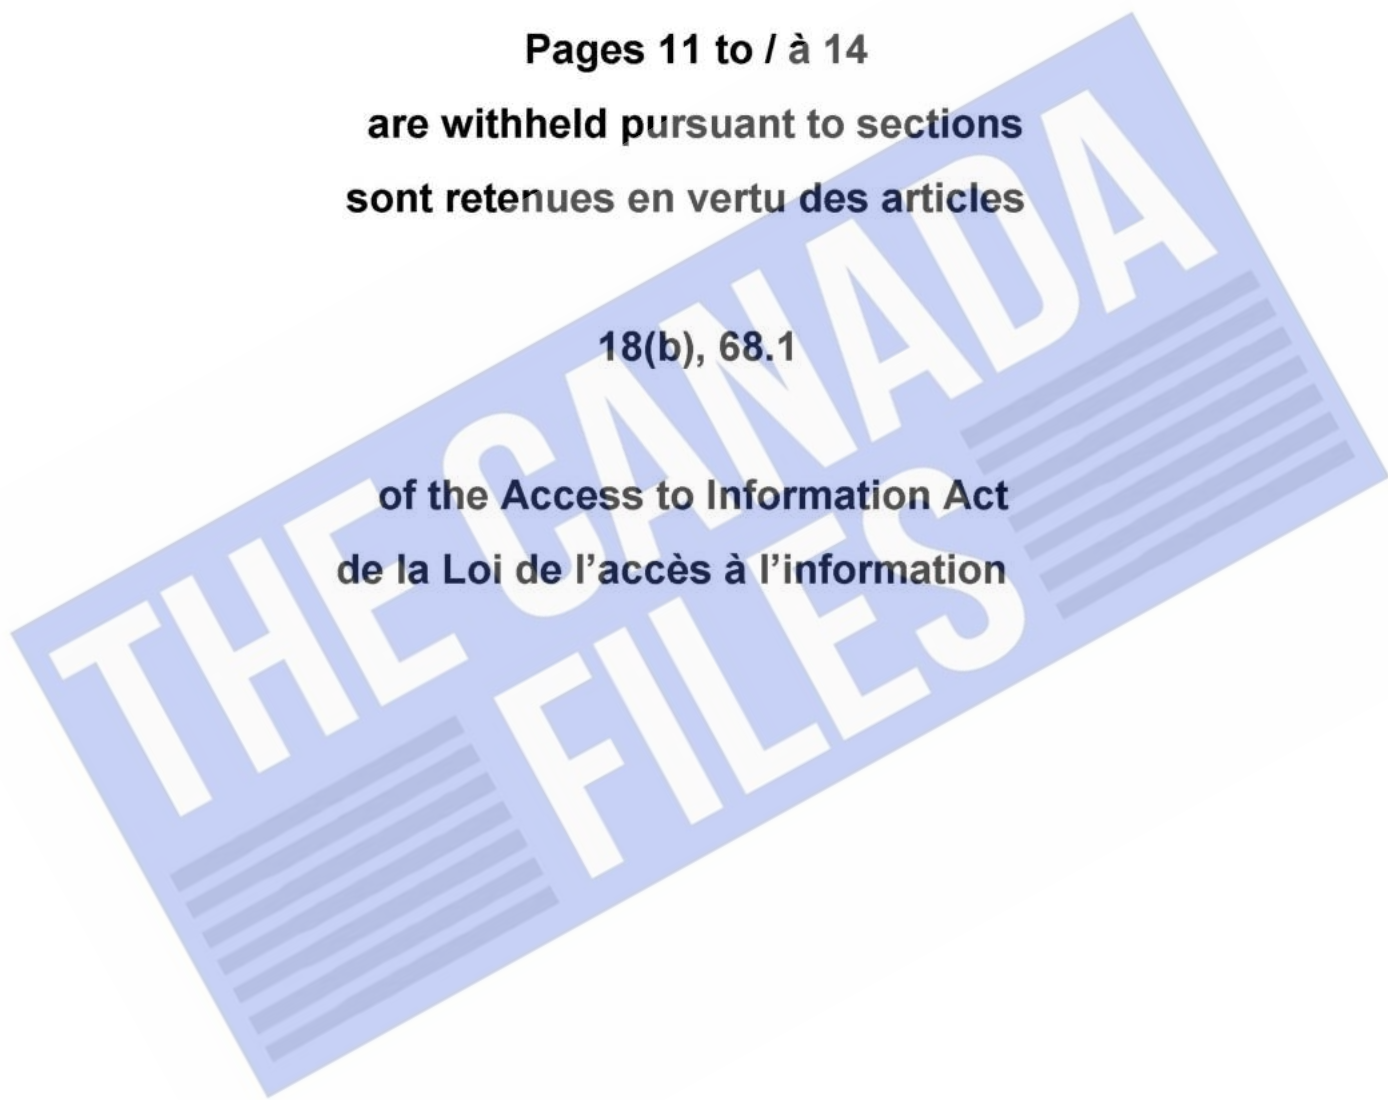 Pages 11 to / à 14
are withheld pursuant to sections
sont retenues en vertu des articles
18(b), 68.1
of the Access to Information Act
de la Loi de l'accès à l'information
THE CANADA
FILES